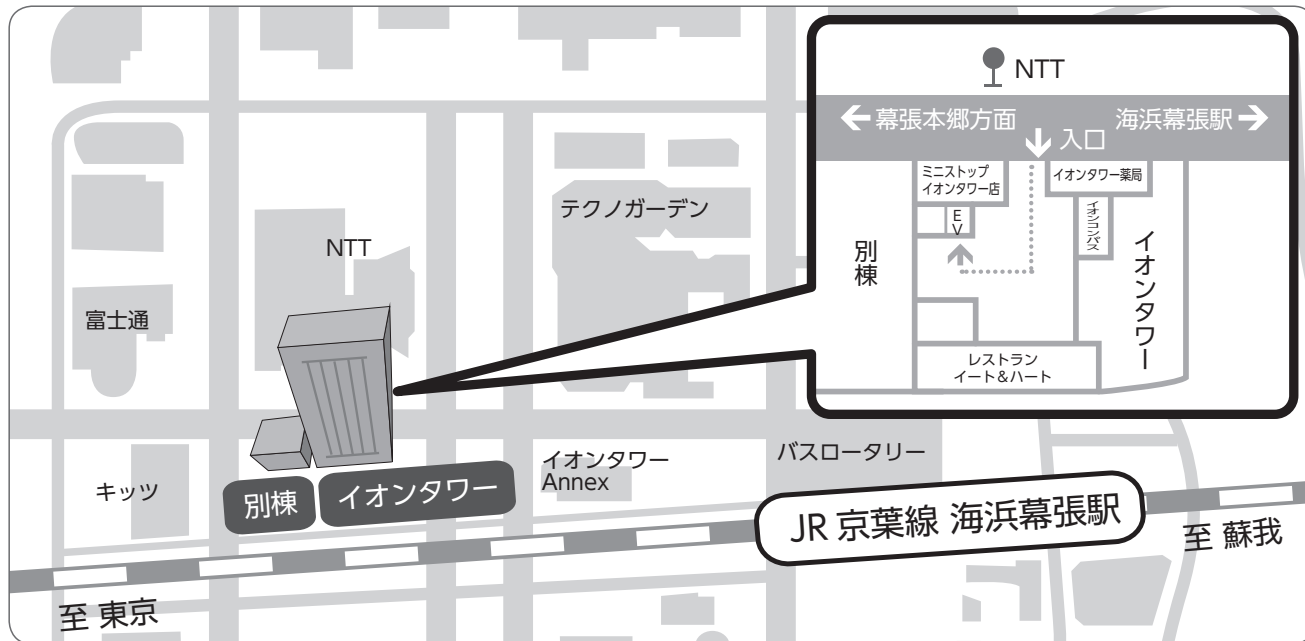 NTT
幕張本郷方面
海浜幕張駅
入口
ミニストップ
イオンタワー店
イオンタワー薬局
EV
イオンコンパス
別棟
イオンタワー
レストラン
イート&ハート
テクノガーデン
NTT
富士通
キッツ
別棟
イオンタワー
イオンタワー
Annex
バスロータリー
JR 京葉線 海浜幕張駅
至 蘇我
至 東京